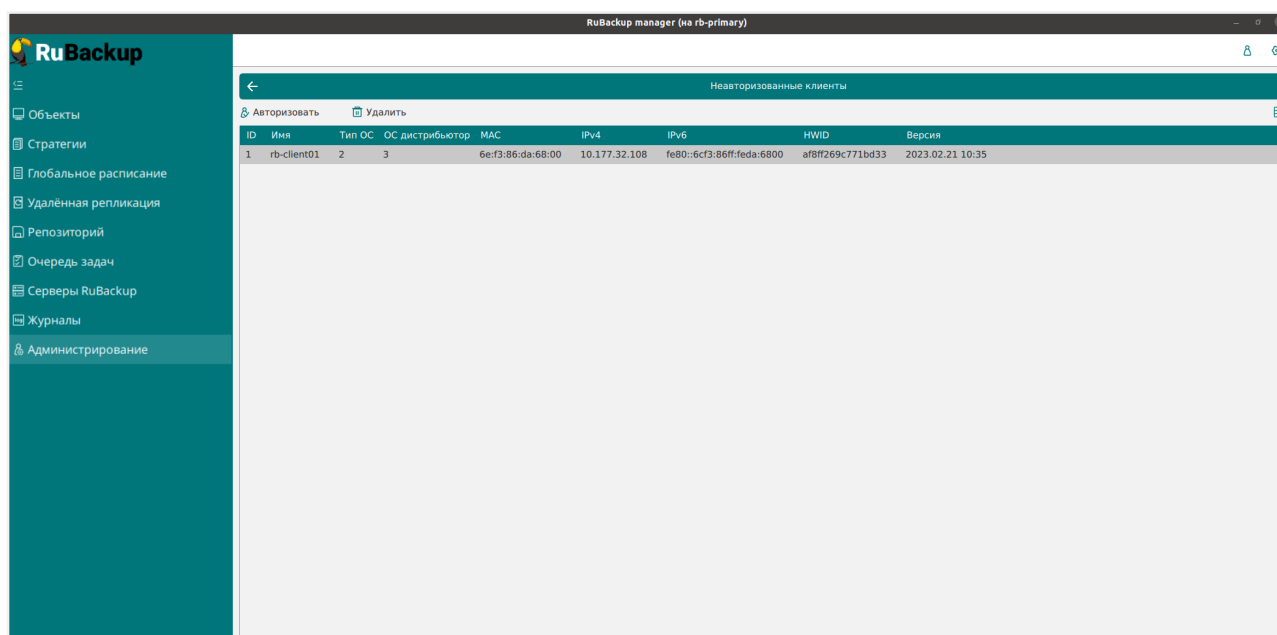 RuBackup manager (на rb-primary)
RuBackup
Неавторизованные клиенты
Объекты
Стратегии
Глобальное расписание
Удалённая репликация
Репозиторий
Очередь задач
Серверы RuBackup
Журналы
Администрирование
Авторизовать Удалить
ID Имя Тип ОС ОС дистрибьютор MAC IPv4 IPv6 HWID Версия
1 rb-client01 2 3 6e:f3:86:da:68:00 10.177.32.108 fe80::6cf3:86ff:feda:6800 af8ff269c771bd33 2023.02.21 10:35